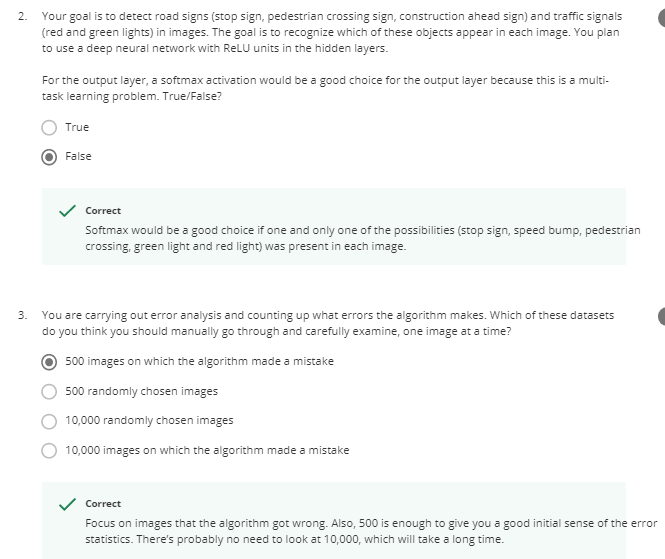 2. Your goal is to detect road signs (stop sign, pedestrian crossing sign, construction ahead sign) and traffic signals
(red and green lights) in images. The goal is to recognize which of these objects appear in each image. You plan
to use a deep neural network with ReLU units in the hidden layers.
For the output layer, a softmax activation would be a good choice for the output layer because this is a multi-
task learning problem. True/False?
True
False
Correct
Softmax would be a good choice if one and only one of the possibilities (stop sign, speed bump, pedestrian
crossing, green light and red light) was present in each image.
3. You are carrying out error analysis and counting up what errors the algorithm makes. Which of these datasets
do you think you should manually go through and carefully examine, one image at a time?
500 images on which the algorithm made a mistake
500 randomly chosen images
10,000 randomly chosen images
10,000 images on which the algorithm made a mistake
Correct
Focus on images that the algorithm got wrong. Also, 500 is enough to give you a good initial sense of the error
statistics. There's probably no need to look at 10,000, which will take a long time.